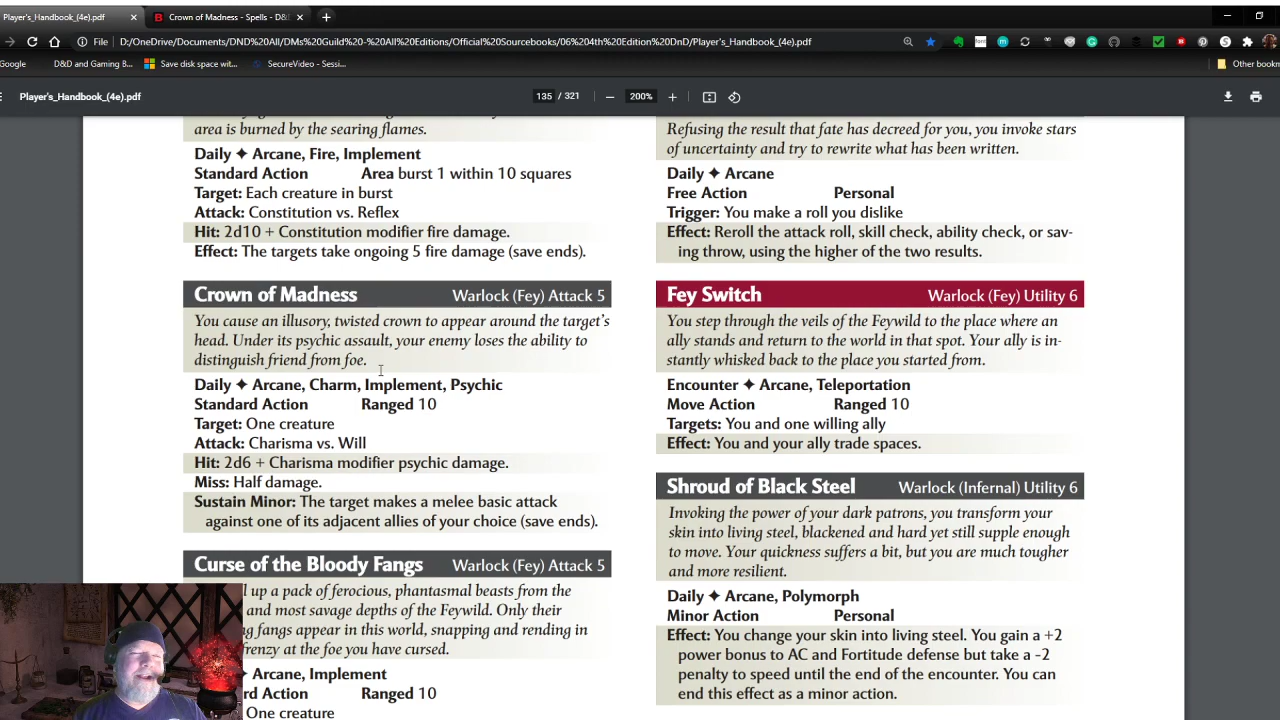 Player's_Handbook_(4e).pdf
Crown of Madness - Spells - D&D
File
D:/OneDrive/Documents/DND%20All/DMs%20Guild%20-%20All%20Editions/Official%20Sourcebooks/06%204th%20Edition%20DnD/Player's_Handbook_(4e).pdf
Google
D&D and Gaming B...
Save disk space wit...
SecureVideo - Sessi...
Other bookm
Player's_Handbook_(4e).pdf
135 / 321
200%
area is burned by the searing flames.
Daily ✦ Arcane, Fire, Implement
Standard Action Area burst 1 within 10 squares
Target: Each creature in burst
Attack: Constitution vs. Reflex
Hit: 2d10 + Constitution modifier fire damage.
Effect: The targets take ongoing 5 fire damage (save ends).
Crown of Madness Warlock (Fey) Attack 5
You cause an illusory, twisted crown to appear around the target's
head. Under its psychic assault, your enemy loses the ability to
distinguish friend from foe.
Daily ✦ Arcane, Charm, Implement, Psychic
Standard Action Ranged 10
Target: One creature
Attack: Charisma vs. Will
Hit: 2d6 + Charisma modifier psychic damage.
Miss: Half damage.
Sustain Minor: The target makes a melee basic attack
against one of its adjacent allies of your choice (save ends).
Curse of the Bloody Fangs Warlock (Fey) Attack 5
up a pack of ferocious, phantasmal beasts from the
and most savage depths of the Feywild. Only their
fangs appear in this world, snapping and rending in
frenzy at the foe you have cursed.
✦ Arcane, Implement
rd Action Ranged 10
One creature
Refusing the result that fate has decreed for you, you invoke stars
of uncertainty and try to rewrite what has been written.
Daily ✦ Arcane
Free Action Personal
Trigger: You make a roll you dislike
Effect: Reroll the attack roll, skill check, ability check, or sav-
ing throw, using the higher of the two results.
Fey Switch Warlock (Fey) Utility 6
You step through the veils of the Feywild to the place where an
ally stands and return to the world in that spot. Your ally is in-
stantly whisked back to the place you started from.
Encounter ✦ Arcane, Teleportation
Move Action Ranged 10
Targets: You and one willing ally
Effect: You and your ally trade spaces.
Shroud of Black Steel Warlock (Infernal) Utility 6
Invoking the power of your dark patrons, you transform your
skin into living steel, blackened and hard yet still supple enough
to move. Your quickness suffers a bit, but you are much tougher
and more resilient.
Daily ✦ Arcane, Polymorph
Minor Action Personal
Effect: You change your skin into living steel. You gain a +2
power bonus to AC and Fortitude defense but take a -2
penalty to speed until the end of the encounter. You can
end this effect as a minor action.